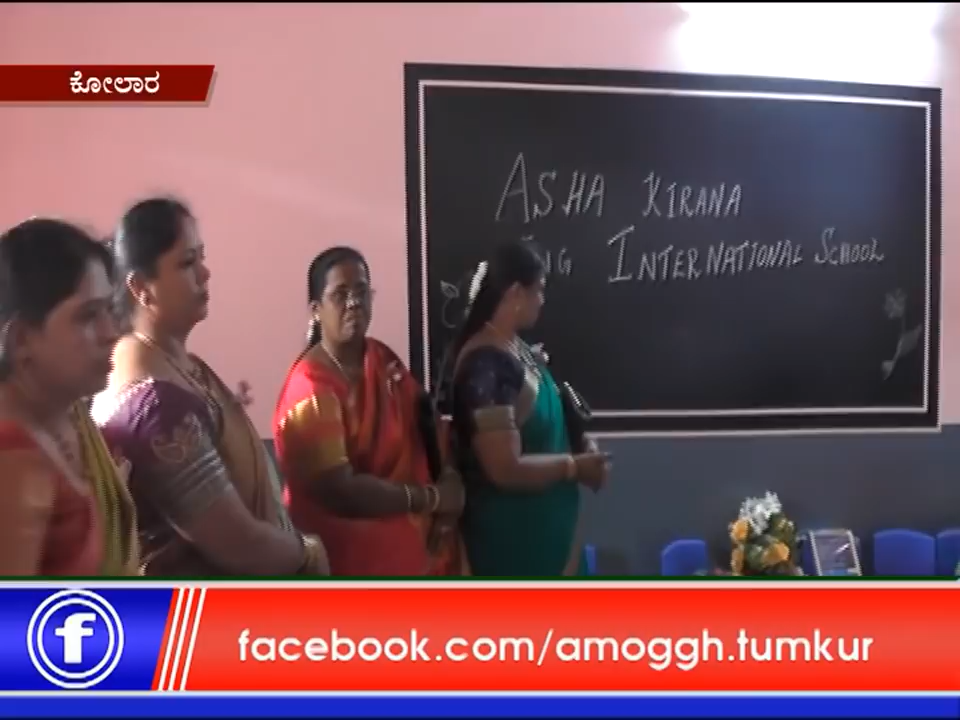 ಕೋಲಾರ
ASHA KIRANA
INTERNATIONAL SCHOOL
facebook.com/amoggh.tumkur